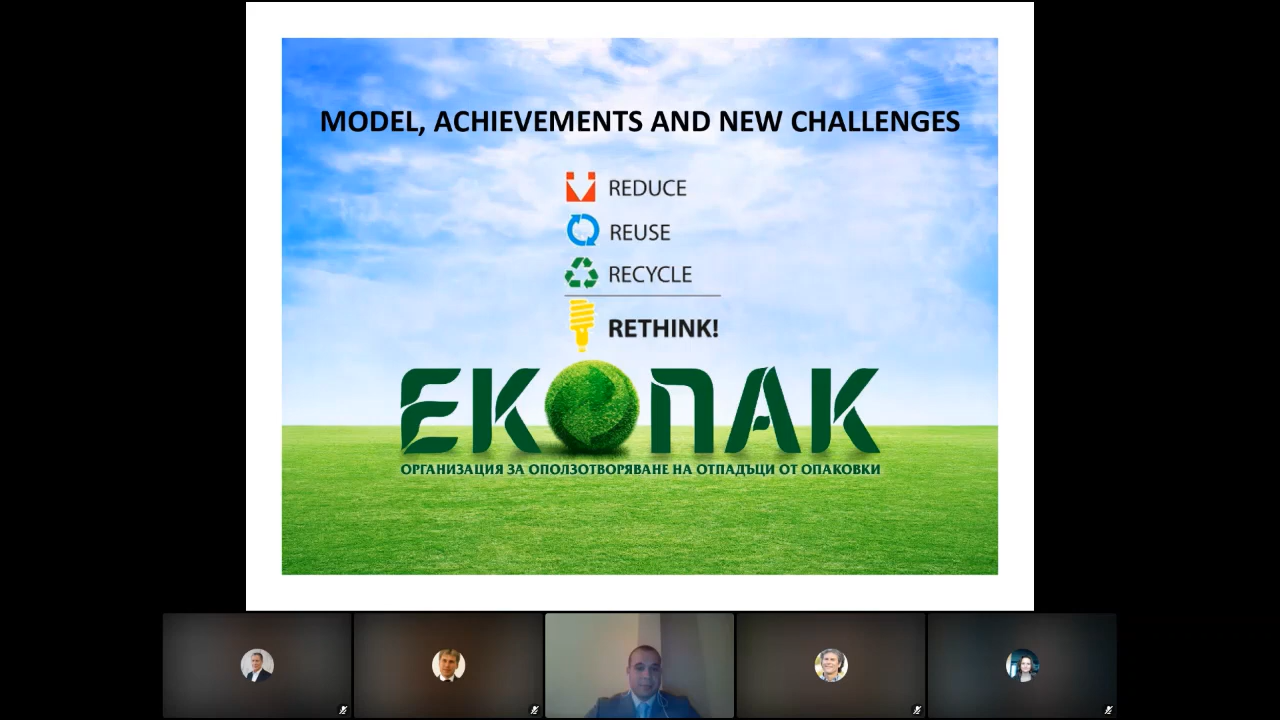 MODEL, ACHIEVEMENTS AND NEW CHALLENGES
REDUCE
REUSE
RECYCLE
RETHINK!
ЕКОПАК
ОРГАНИЗАЦИЯ ЗА ОПОЛЗОТВОРЯВАНЕ НА ОТПАДЪЦИ ОТ ОПАКОВКИ